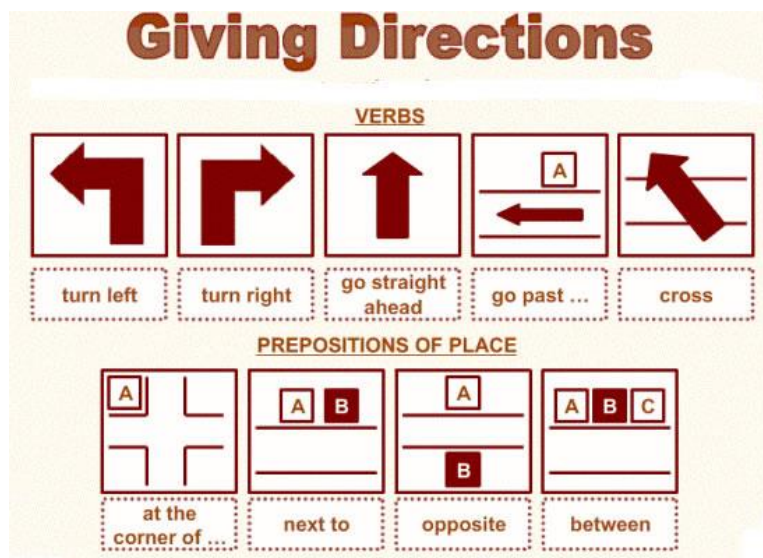 Giving Directions
VERBS
A
turn left
turn right
go straight
ahead
go past ...
cross
PREPOSITIONS OF PLACE
A
A B
A
B
A B C
at the
corner of ...
next to
opposite
between